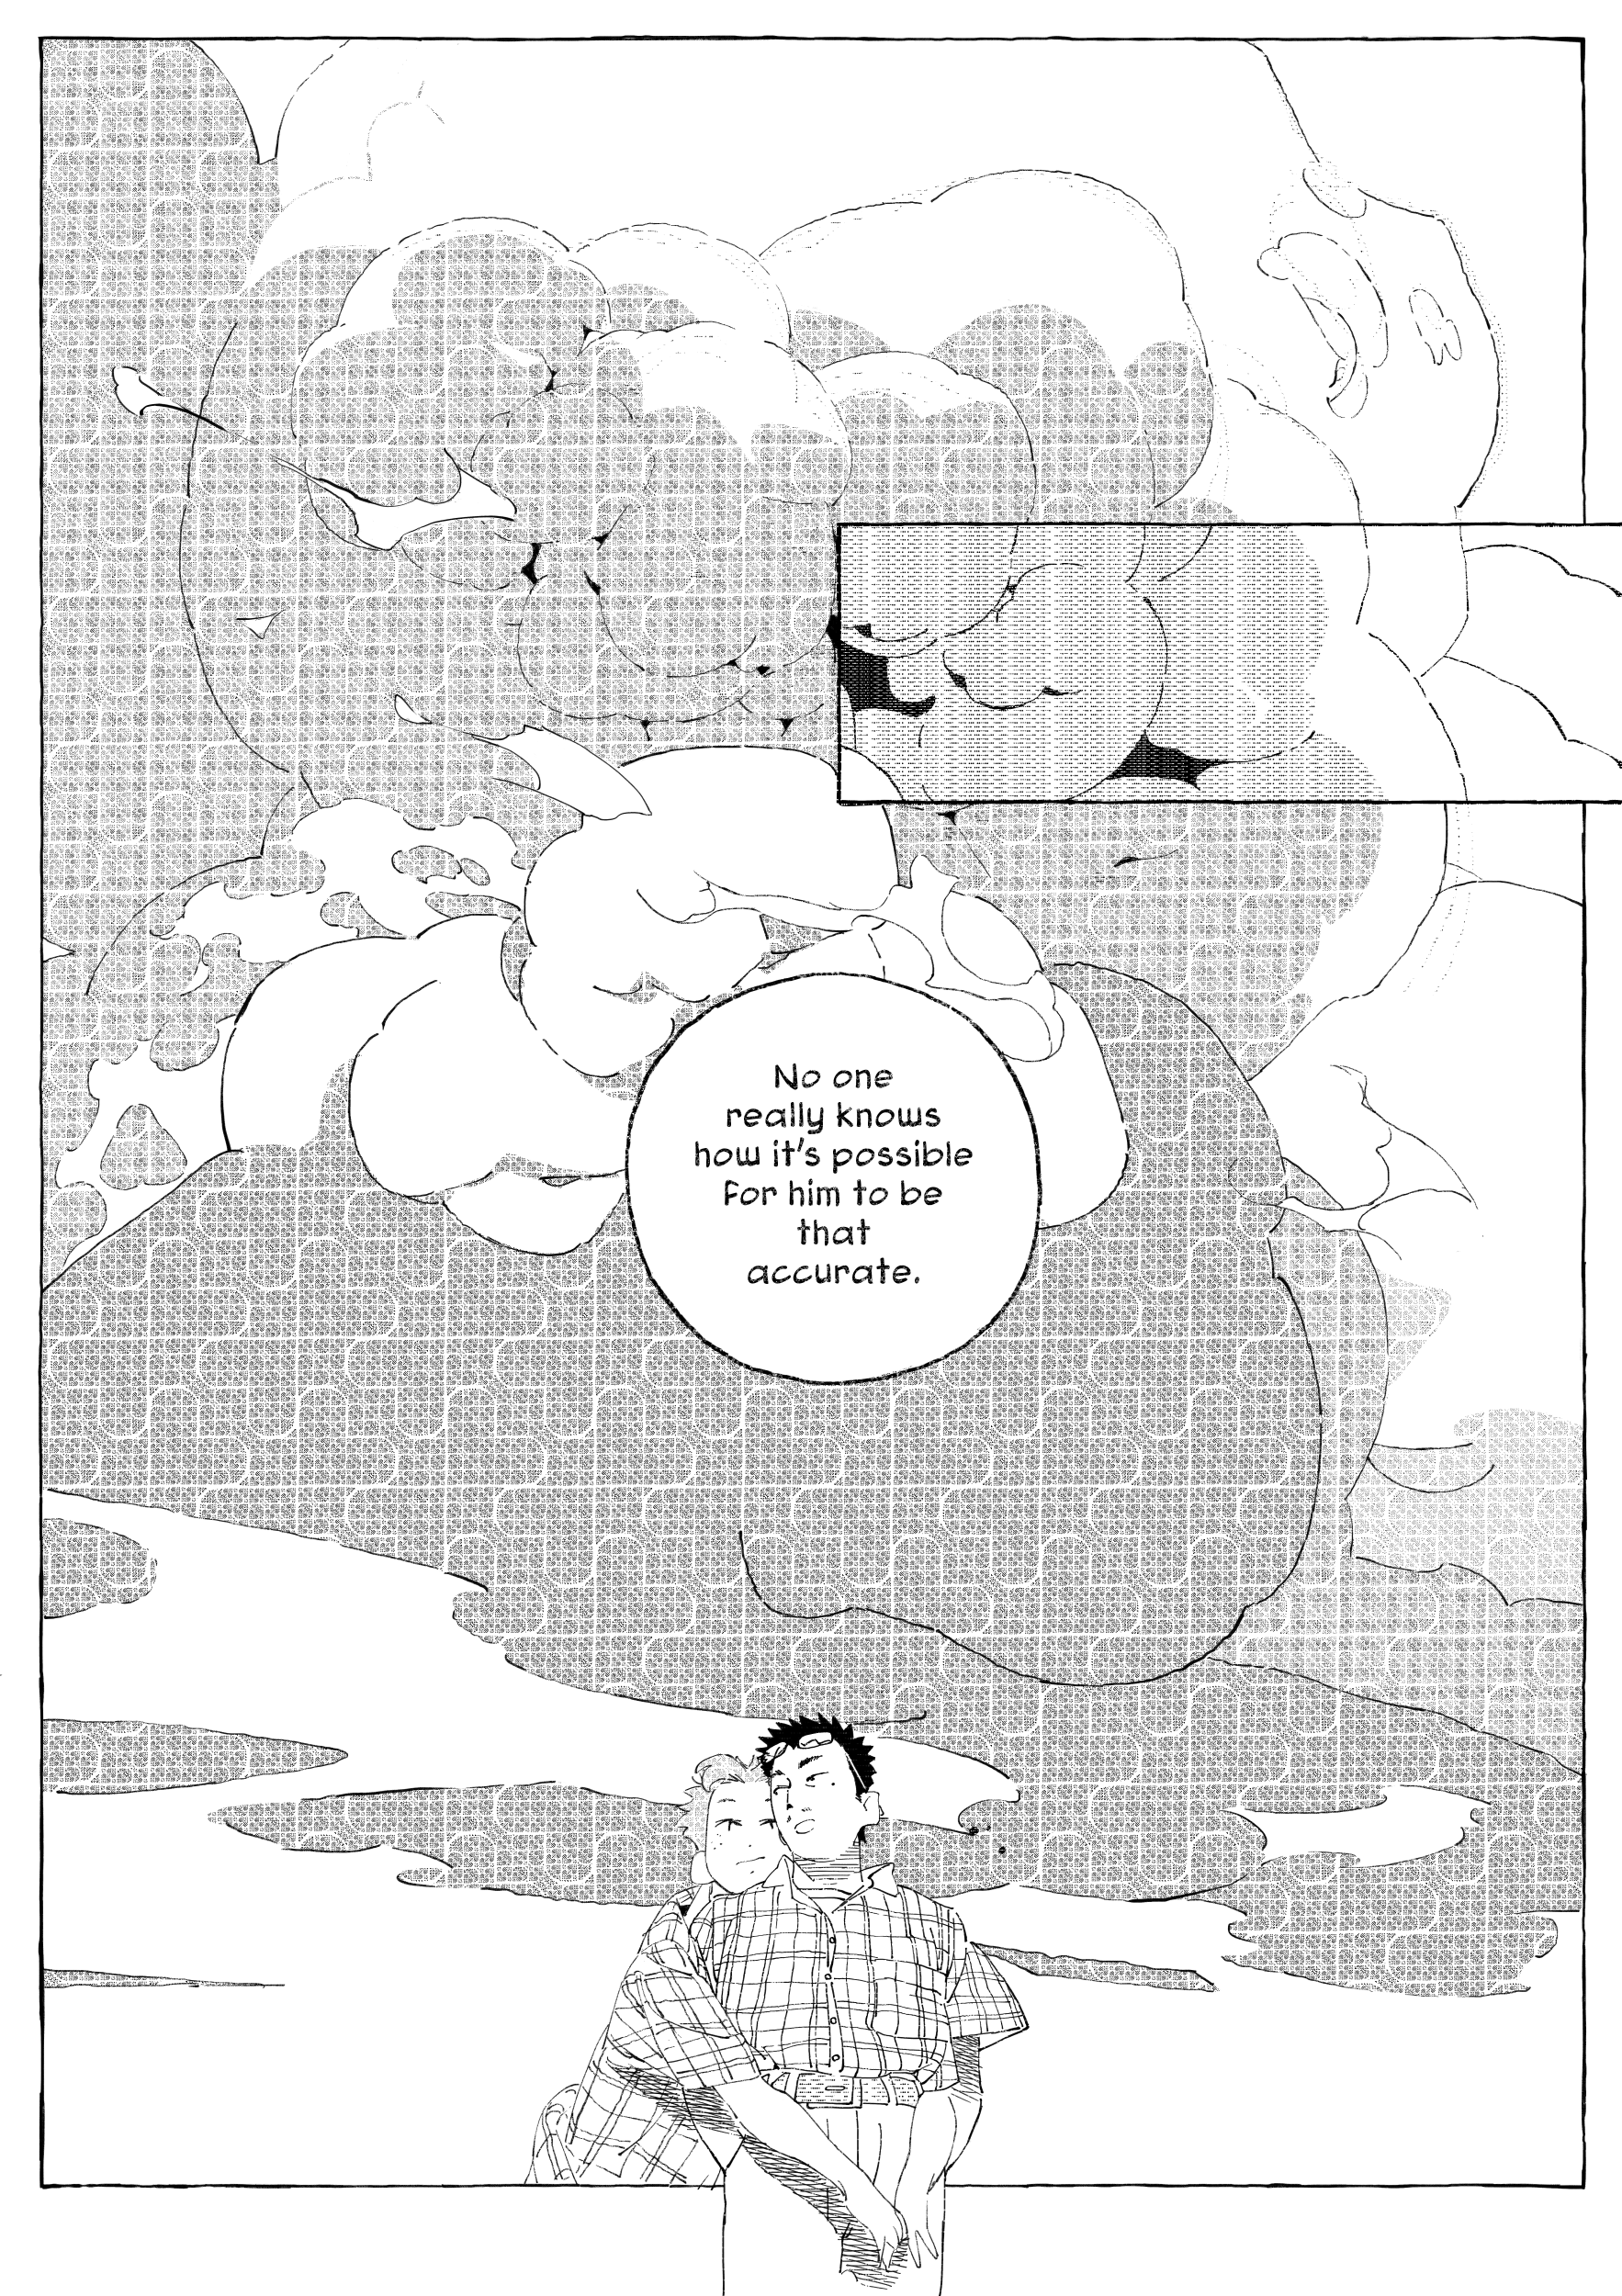 No one
really knows
how it's possible
for him to be
that
accurate.